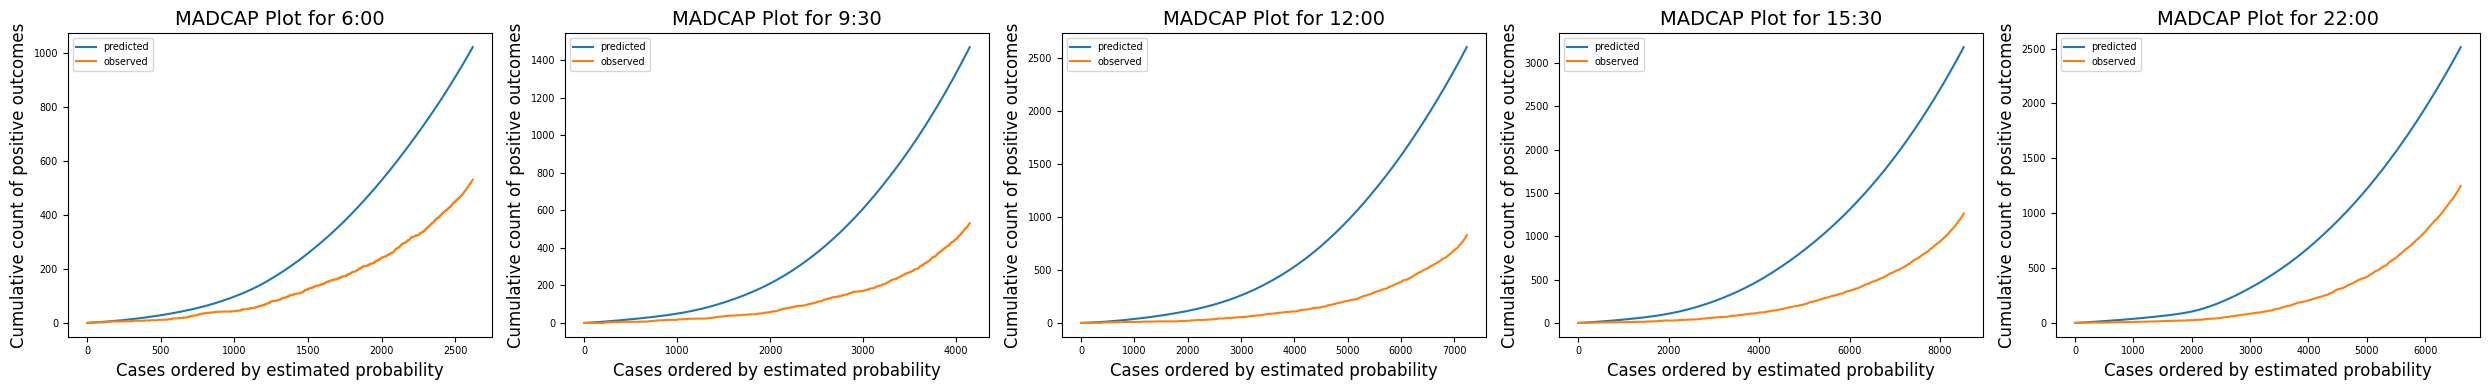 MADCAP Plot for 6:00
Cumulative count of positive outcomes
1000
800
600
400
200
0
predicted
observed
0 500 1000 1500 2000 2500
Cases ordered by estimated probability
MADCAP Plot for 9:30
Cumulative count of positive outcomes
1400
1200
1000
800
600
400
200
0
predicted
observed
0 1000 2000 3000 4000
Cases ordered by estimated probability
MADCAP Plot for 12:00
Cumulative count of positive outcomes
2500
2000
1500
1000
500
0
predicted
observed
0 1000 2000 3000 4000 5000 6000 7000
Cases ordered by estimated probability
MADCAP Plot for 15:30
Cumulative count of positive outcomes
3000
2500
2000
1500
1000
500
0
predicted
observed
0 2000 4000 6000 8000
Cases ordered by estimated probability
MADCAP Plot for 22:00
Cumulative count of positive outcomes
2500
2000
1500
1000
500
0
predicted
observed
0 1000 2000 3000 4000 5000 6000
Cases ordered by estimated probability